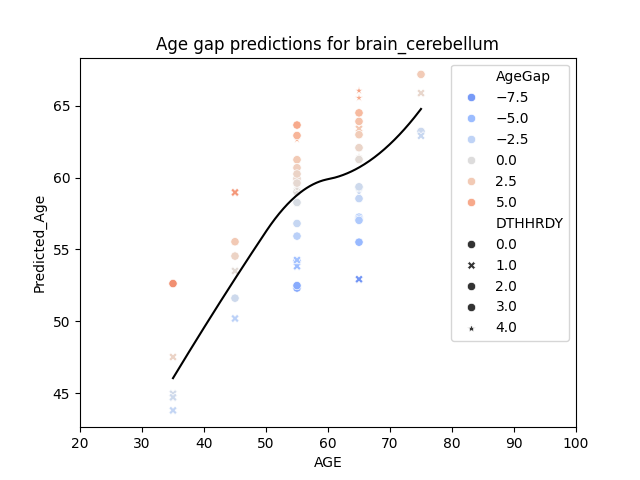 Age gap predictions for brain_cerebellum
Predicted_Age
65
60
55
50
45
20 30 40 50 60 70 80 90 100
AGE
AgeGap
−7.5
−5.0
−2.5
0.0
2.5
5.0
DTHHRDY
0.0
1.0
2.0
3.0
4.0